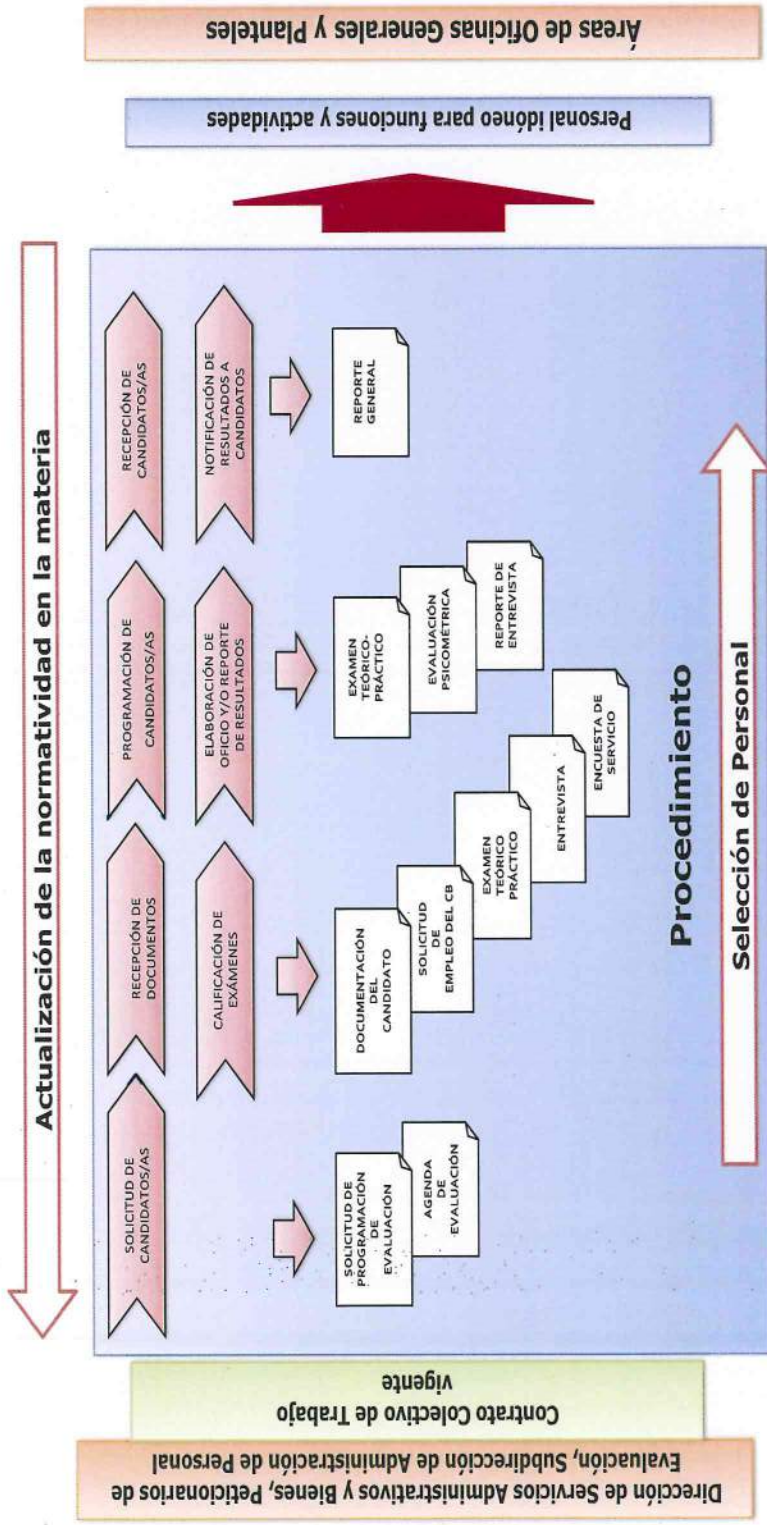 Actualización de la normatividad en la materia
Dirección de Servicios Administrativos y Bienes, Peticionarios de
Evaluación, Subdirección de Administración de Personal
Contrato Colectivo de Trabajo
vigente
SOLICITUD DE
CANDIDATOS/AS
RECEPCIÓN DE
DOCUMENTOS
PROGRAMACIÓN DE
CANDIDATOS/AS
RECEPCIÓN DE
CANDIDATOS/AS
CALIFICACIÓN DE
EXÁMENES
ELABORACIÓN DE
OFICIO Y/O REPORTE
DE RESULTADOS
NOTIFICACIÓN DE
RESULTADOS A
CANDIDATOS
SOLICITUD DE
PROGRAMACIÓN
DE
EVALUACIÓN
AGENDA
DE
EVALUACIÓN
DOCUMENTACIÓN
DEL
CANDIDATO
SOLICITUD
DE
EMPLEO DEL CB
EXAMEN
TEÓRICO
PRÁCTICO
ENTREVISTA
ENCUESTA DE
SERVICIO
EXAMEN
TEÓRICO-
PRÁCTICO
EVALUACIÓN
PSICOMÉTRICA
REPORTE DE
ENTREVISTA
REPORTE
GENERAL
Procedimiento
Selección de Personal
Personal idóneo para funciones y actividades
Áreas de Oficinas Generales y Planteles